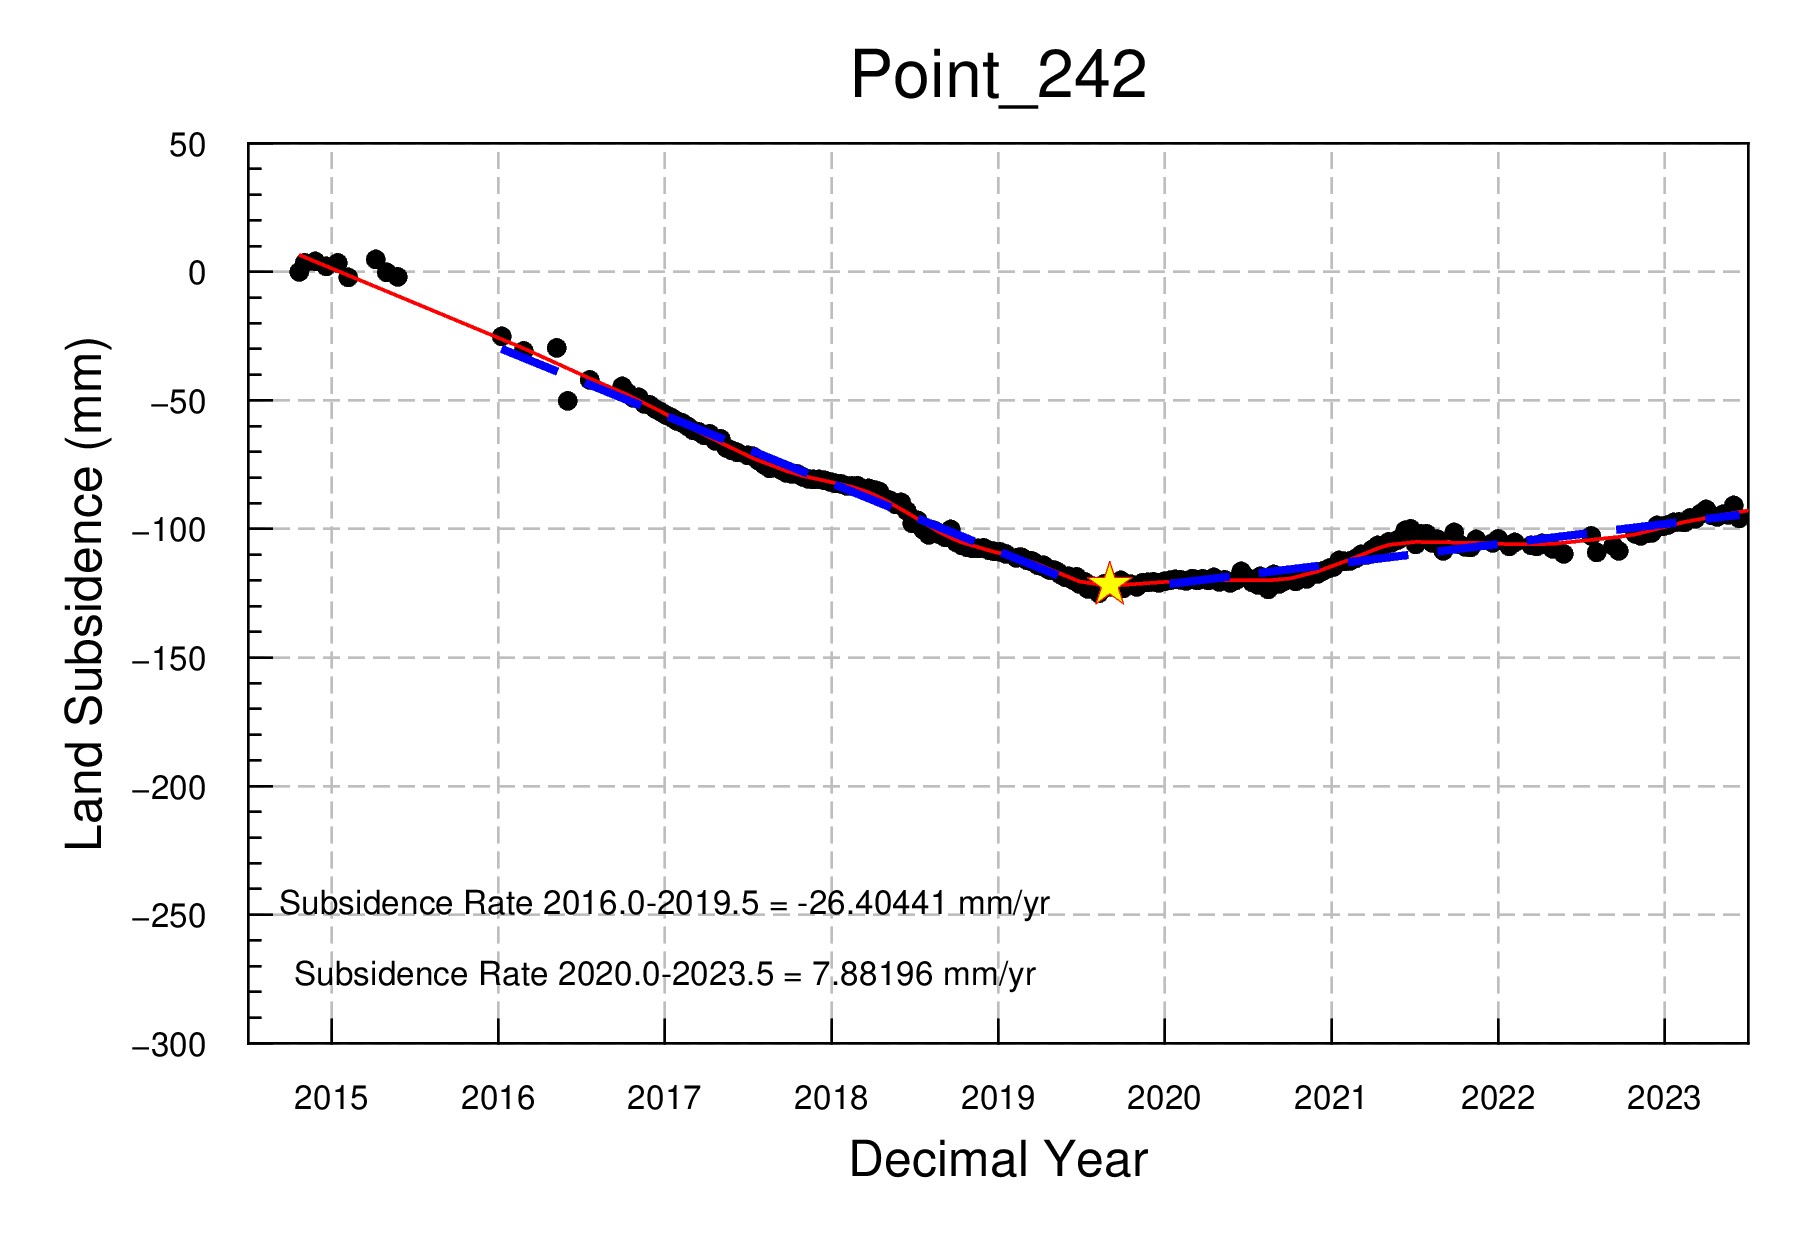 Point_242
50
0
−50
−100
−150
−200
−250
−300
Land Subsidence (mm)
Subsidence Rate 2016.0-2019.5 = -26.40441 mm/yr
Subsidence Rate 2020.0-2023.5 = 7.88196 mm/yr
2015 2016 2017 2018 2019 2020 2021 2022 2023
Decimal Year